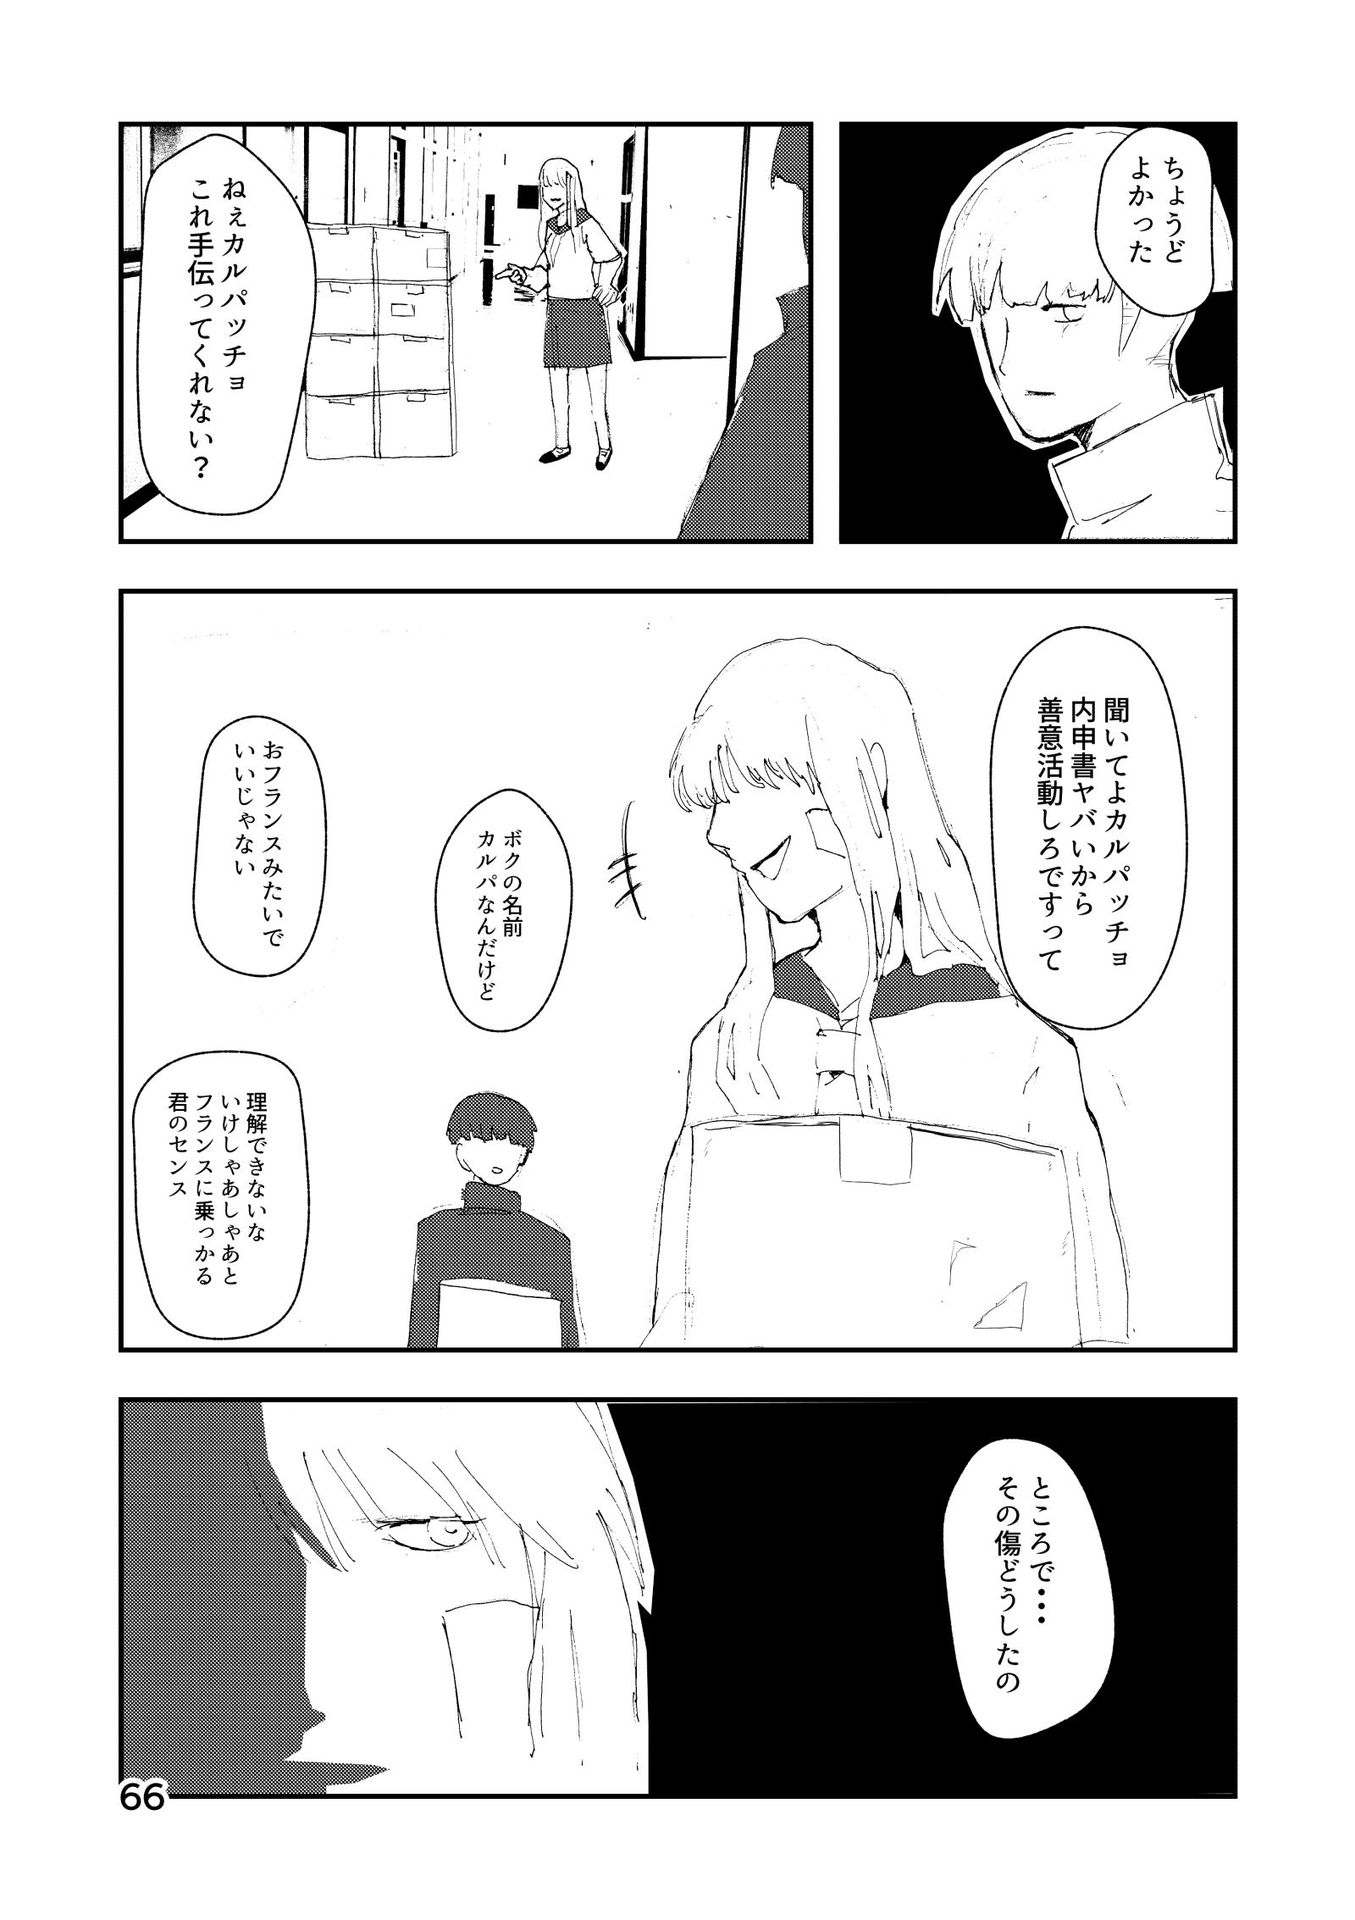 ちょうど
よかった
ねぇカルパッチョ
これ手伝ってくれない？
聞いてよカルパッチョ
内申書ヤバいから
善意活動しろですって
ボクの名前
カルパなんだけど
おフランスみたいで
いいじゃない
理解できないな
いけしゃあしゃあと
フランスに乗っかる
君のセンス
ところで・・・
その傷どうしたの
66